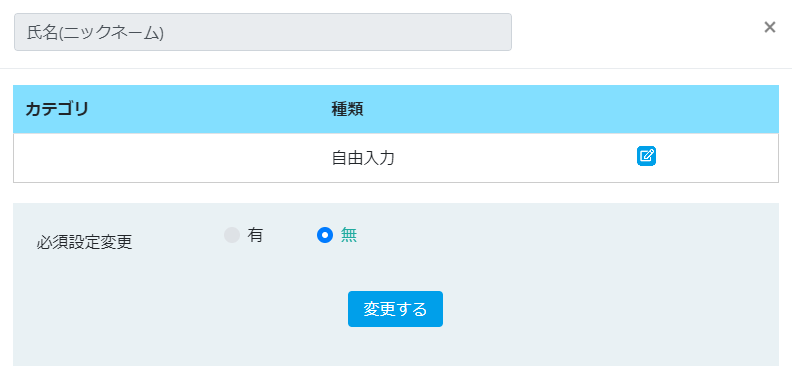 氏名(ニックネーム)
×
カテゴリ 種類
自由入力
必須設定変更 有 無
変更する